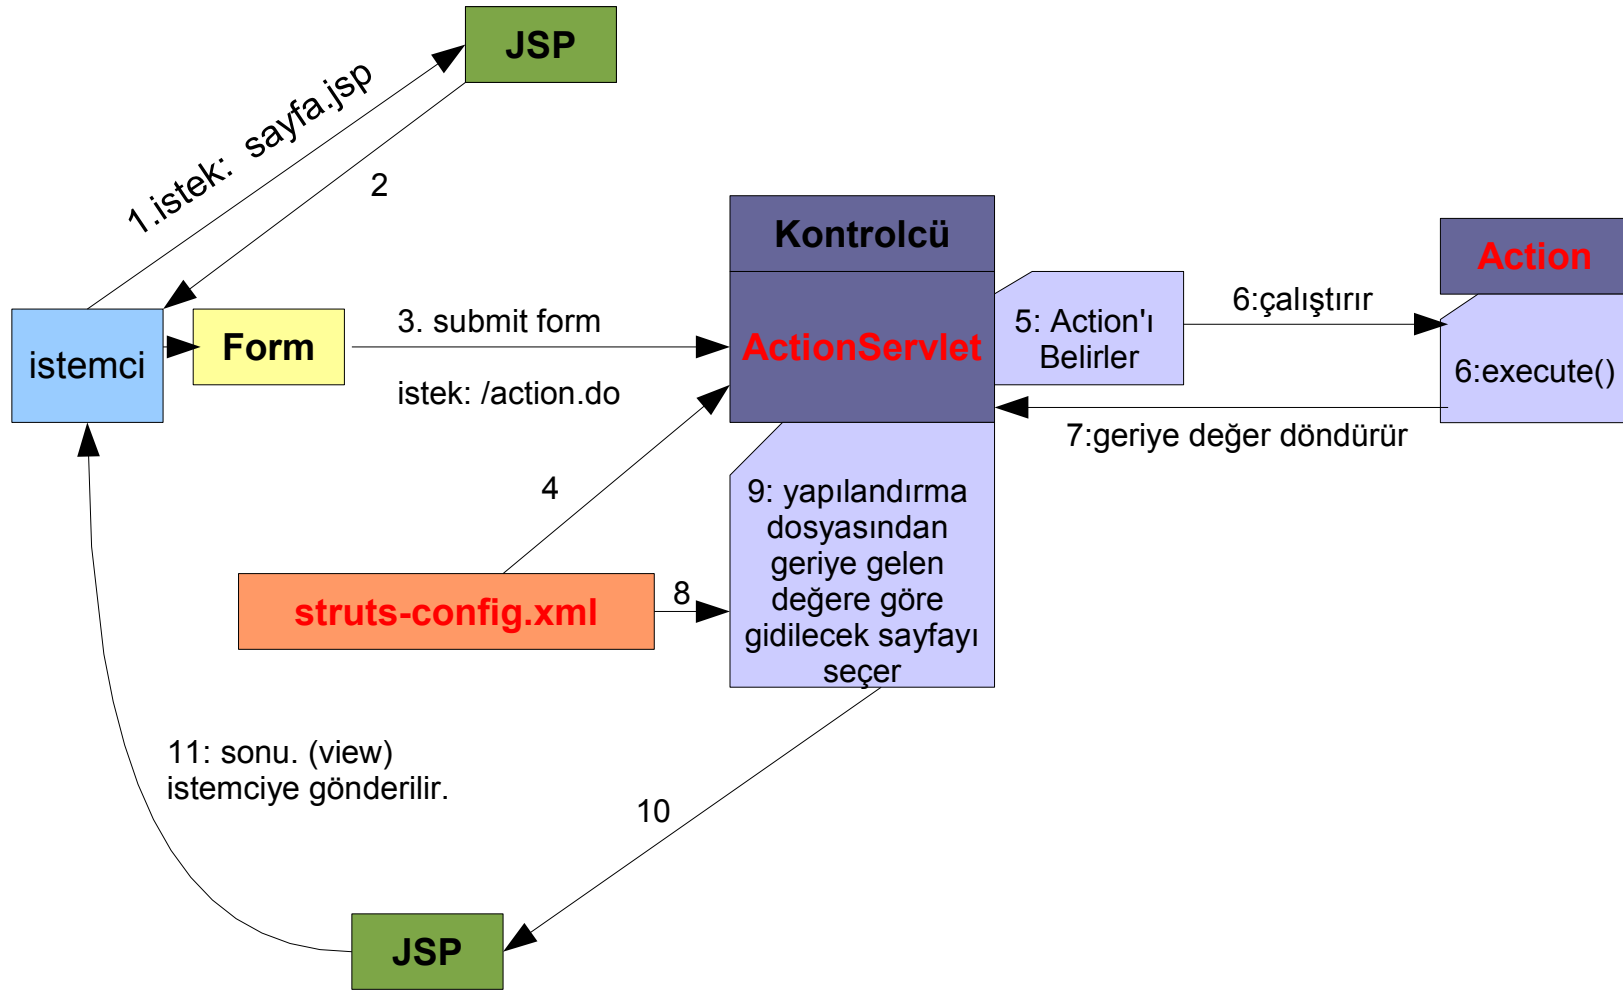 JSP
1.istek: sayfa.jsp
2
Kontrolcü
Action
istemci
Form
3. submit form
istek: /action.do
ActionServlet
5: Action'ı
Belirler
6:çalıştırır
6:execute()
7:geriye değer döndürür
4
9: yapılandırma
dosyasından
geriye gelen
değere göre
gidilecek sayfayı
seçer
struts-config.xml
8
11: sonu. (view)
istemciye gönderilir.
10
JSP